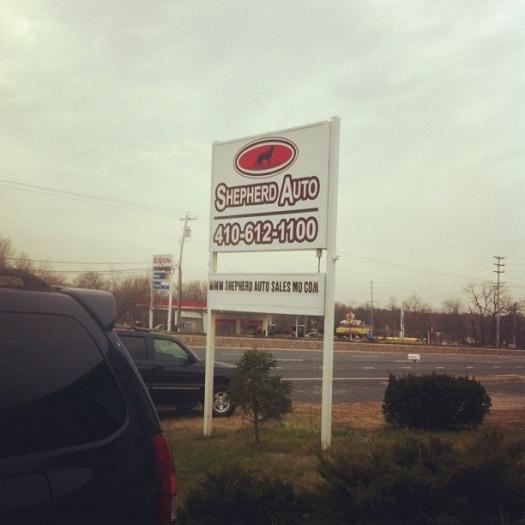 SHEPHERD AUTO
410-612-1100
WWW SHEPHERD AUTO SALES MD COM
EXXON